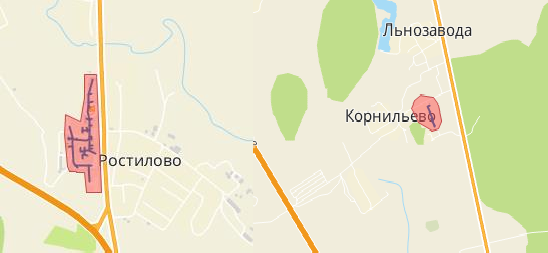 Льнозавода
Корнильево
Ростилово